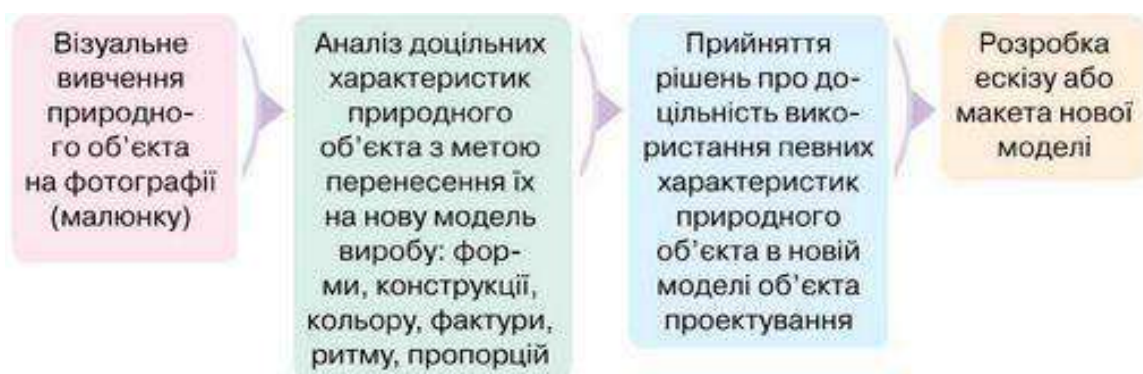 Візуальне
вивчення
природно-
го об’єкта
на фотографії
(малюнку)
Аналіз доцільних
характеристик
природного
об’єкта з метою
перенесення їх
на нову модель
виробу: фор-
ми, конструкції,
кольору, фактури,
ритму, пропорцій
Прийняття
рішень про до-
цільність вико-
ристання певних
характеристик
природного
об’єкта в новій
моделі об’єкта
проектування
Розробка
ескізу або
макета нової
моделі